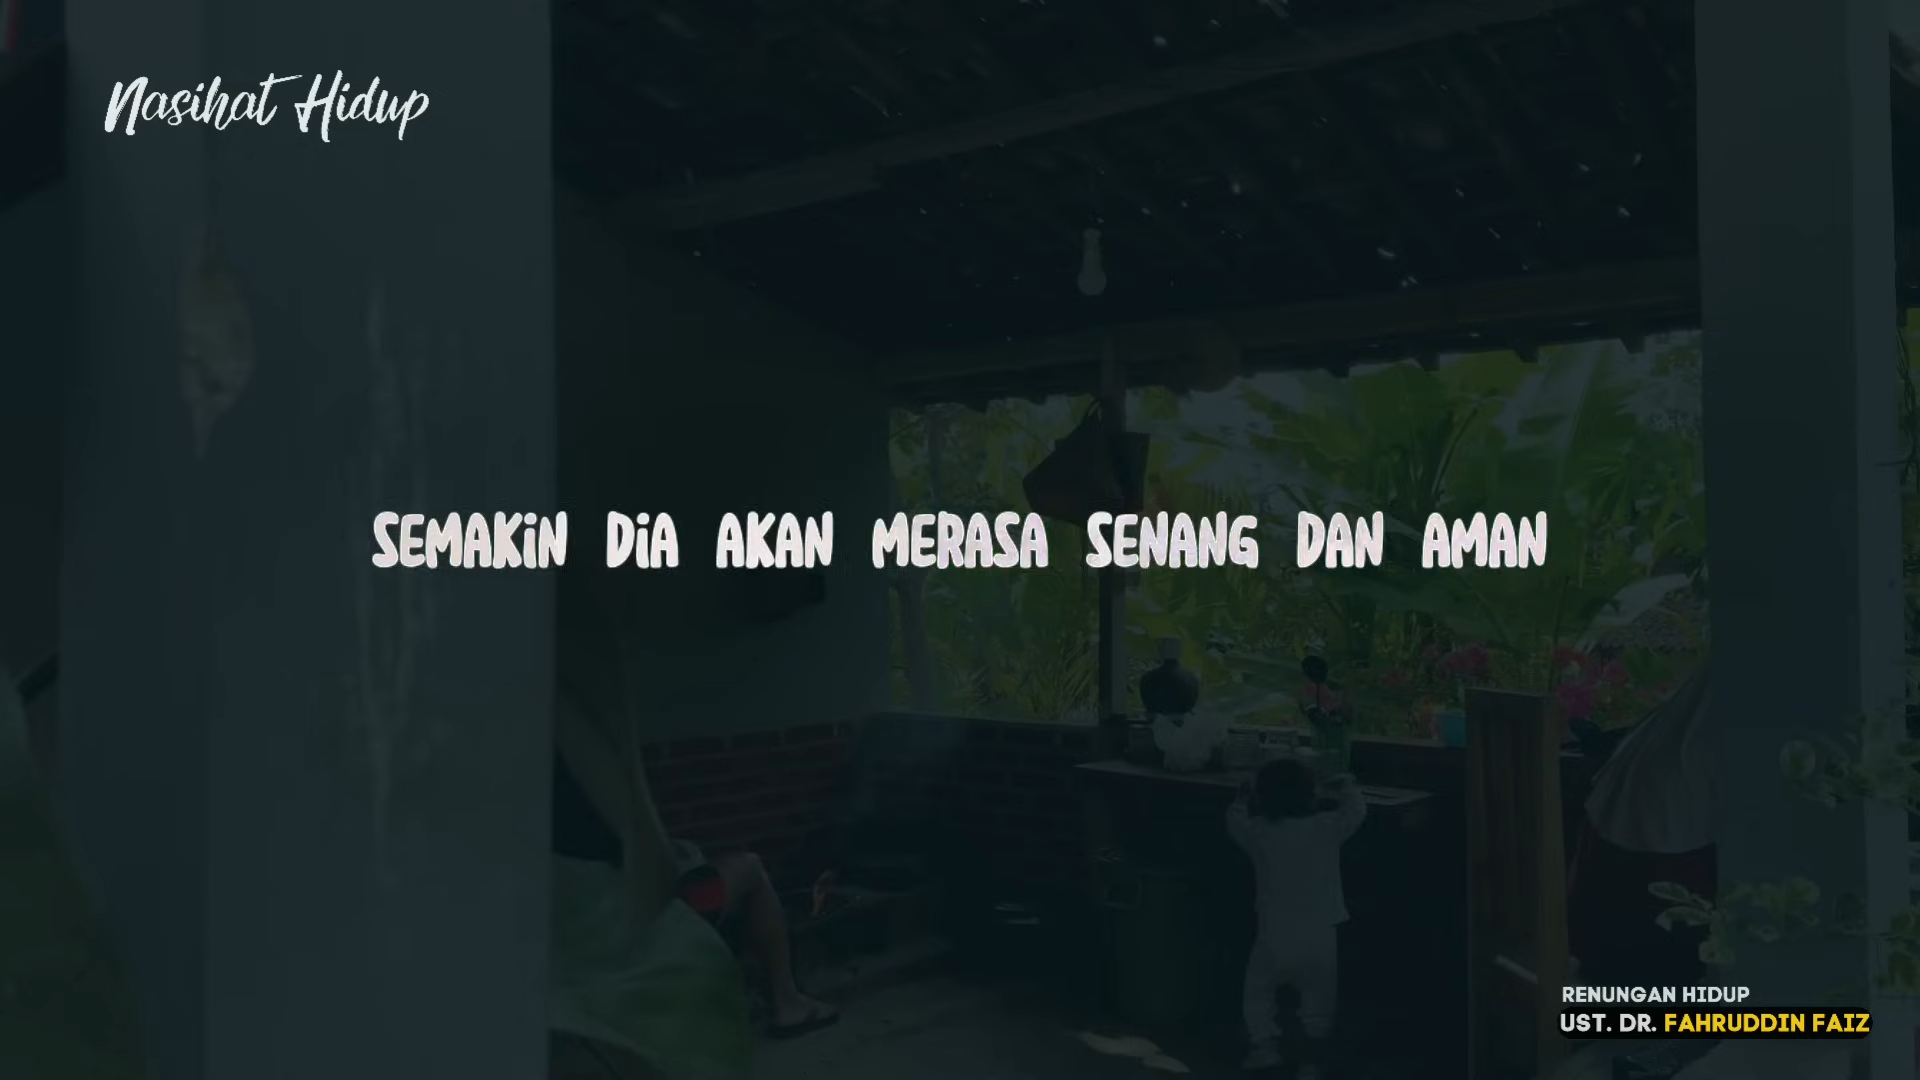 Nasihat Hidup
SEMAKiN DiA AKAN MERASA SENANG DAN AMAN
RENUNGAN HIDUP
UST. DR. FAHRUDDIN FAIZ